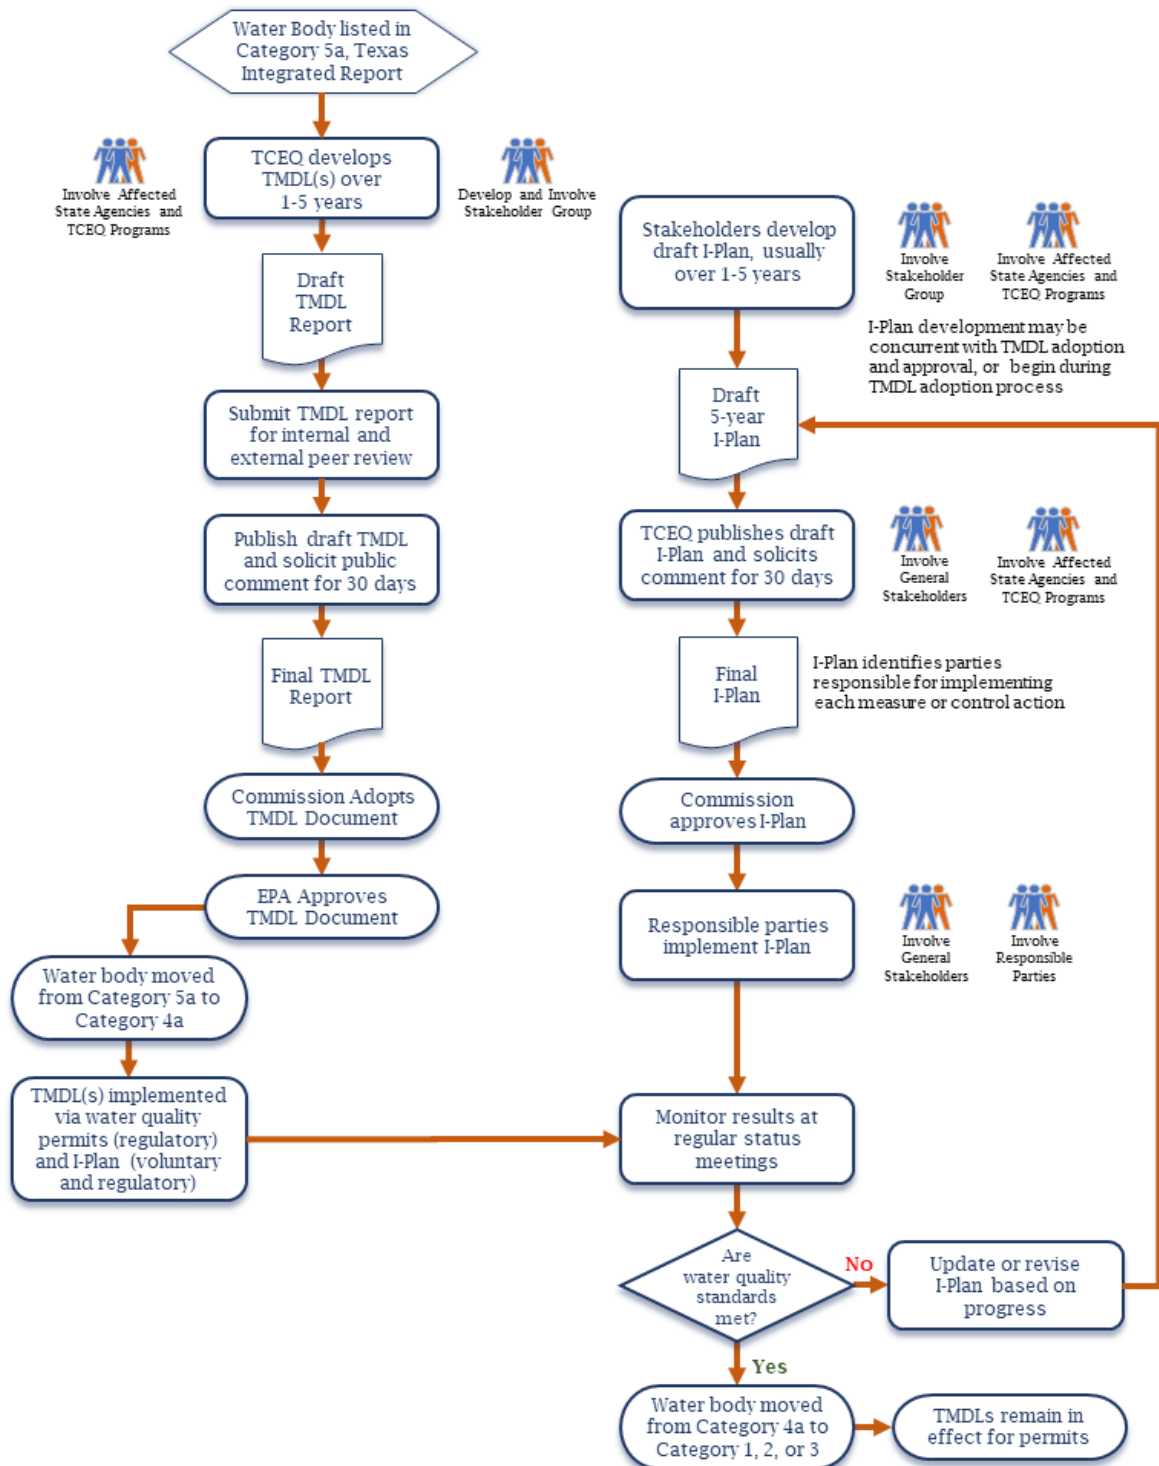 Water Body listed in
Category 5a, Texas
Integrated Report
Involve Affected
State Agencies and
TCEQ Programs
TCEQ develops
TMDL(s) over
1-5 years
Develop and Involve
Stakeholder Group
Draft
TMDL
Report
Submit TMDL report
for internal and
external peer review
Publish draft TMDL
and solicit public
comment for 30 days
Final TMDL
Report
Commission Adopts
TMDL Document
EPA Approves
TMDL Document
Water body moved
from Category 5a to
Category 4a
TMDL(s) implemented
via water quality
permits (regulatory)
and I-Plan (voluntary
and regulatory)
Stakeholders develop
draft I-Plan, usually
over 1-5 years
Involve
Stakeholder
Group
Involve Affected
State Agencies and
TCEQ Programs
I-Plan development may be
concurrent with TMDL adoption
and approval, or begin during
TMDL adoption process
Draft
5-year
I-Plan
TCEQ publishes draft
I-Plan and solicits
comment for 30 days
Involve
General
Stakeholders
Involve Affected
State Agencies and
TCEQ Programs
Final
I-Plan
I-Plan identifies parties
responsible for implementing
each measure or control action
Commission
approves I-Plan
Responsible parties
implement I-Plan
Involve
General
Stakeholders
Involve
Responsible
Parties
Monitor results at
regular status
meetings
Are
water quality
standards
met?
No
Update or revise
I-Plan based on
progress
Yes
Water body moved
from Category 4a to
Category 1, 2, or 3
TMDLs remain in
effect for permits